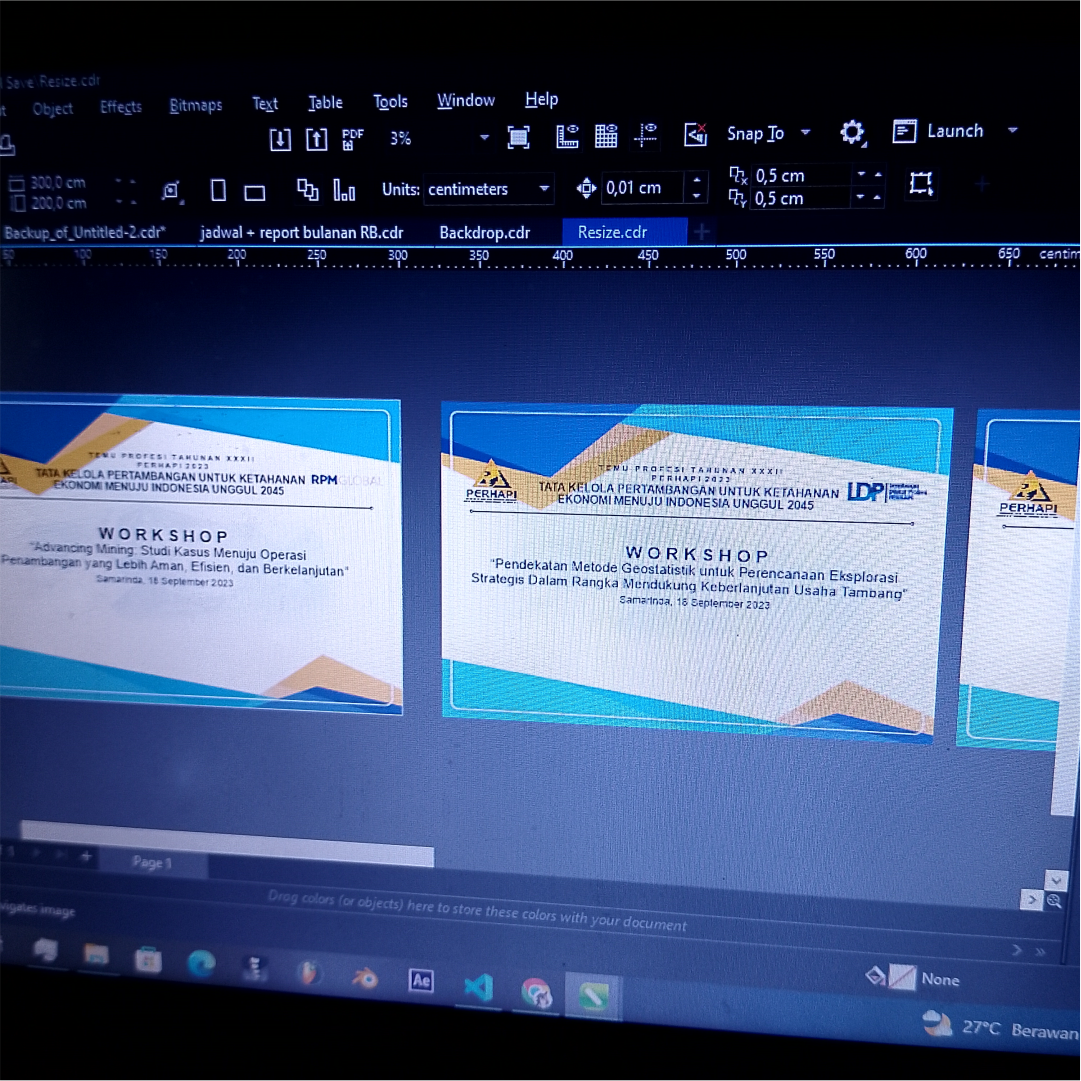 Save Resize.cdr
Object Effects Bitmaps Text Table Tools Window Help
PDF 3% Snap To Launch
300,0 cm
200,0 cm
Units: centimeters 0,01 cm
0,5 cm
0,5 cm
Backup_of_Untitled-2.cdr* jadwal + report bulanan RB.cdr Backdrop.cdr Resize.cdr
50 100 150 200 250 300 350 400 450 500 550 600 650
TEMU PROFESI TAHUNAN XXXII
PERHAPI 2023
TATA KELOLA PERTAMBANGAN UNTUK KETAHANAN
EKONOMI MENUJU INDONESIA UNGGUL 2045
RPMGLOBAL
WORKSHOP
"Advancing Mining: Studi Kasus Menuju Operasi
Penambangan yang Lebih Aman, Efisien, dan Berkelanjutan"
Samarinda, 16 September 2023
PERHAPI
TEMU PROFESI TAHUNAN XXXII
PERHAPI 2023
TATA KELOLA PERTAMBANGAN UNTUK KETAHANAN
EKONOMI MENUJU INDONESIA UNGGUL 2045
LDP
WORKSHOP
"Pendekatan Metode Geostatistik untuk Perencanaan Eksplorasi
Strategis Dalam Rangka Mendukung Keberlanjutan Usaha Tambang"
Samarinda, 16 September 2023
PERHAPI
Page 1
Drag colors (or objects) here to store these colors with your document
image
Ae
None
27°C Berawan